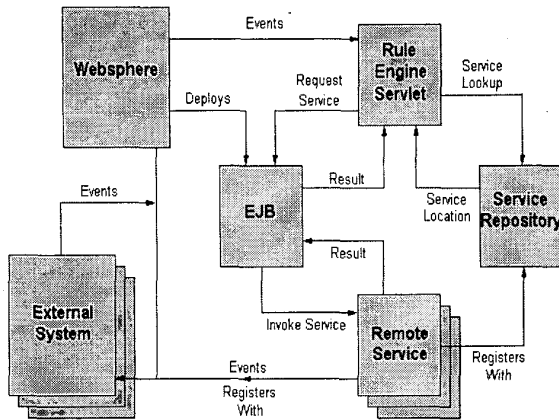 Events
Websphere
Rule
Engine
Servlet
Service
Lookup
Request
Service
Deploys
Events
Result
EJB
Service
Location
Service
Repository
Result
External
System
Invoke Service
Remote
Service
Registers
With
Events
Registers
With